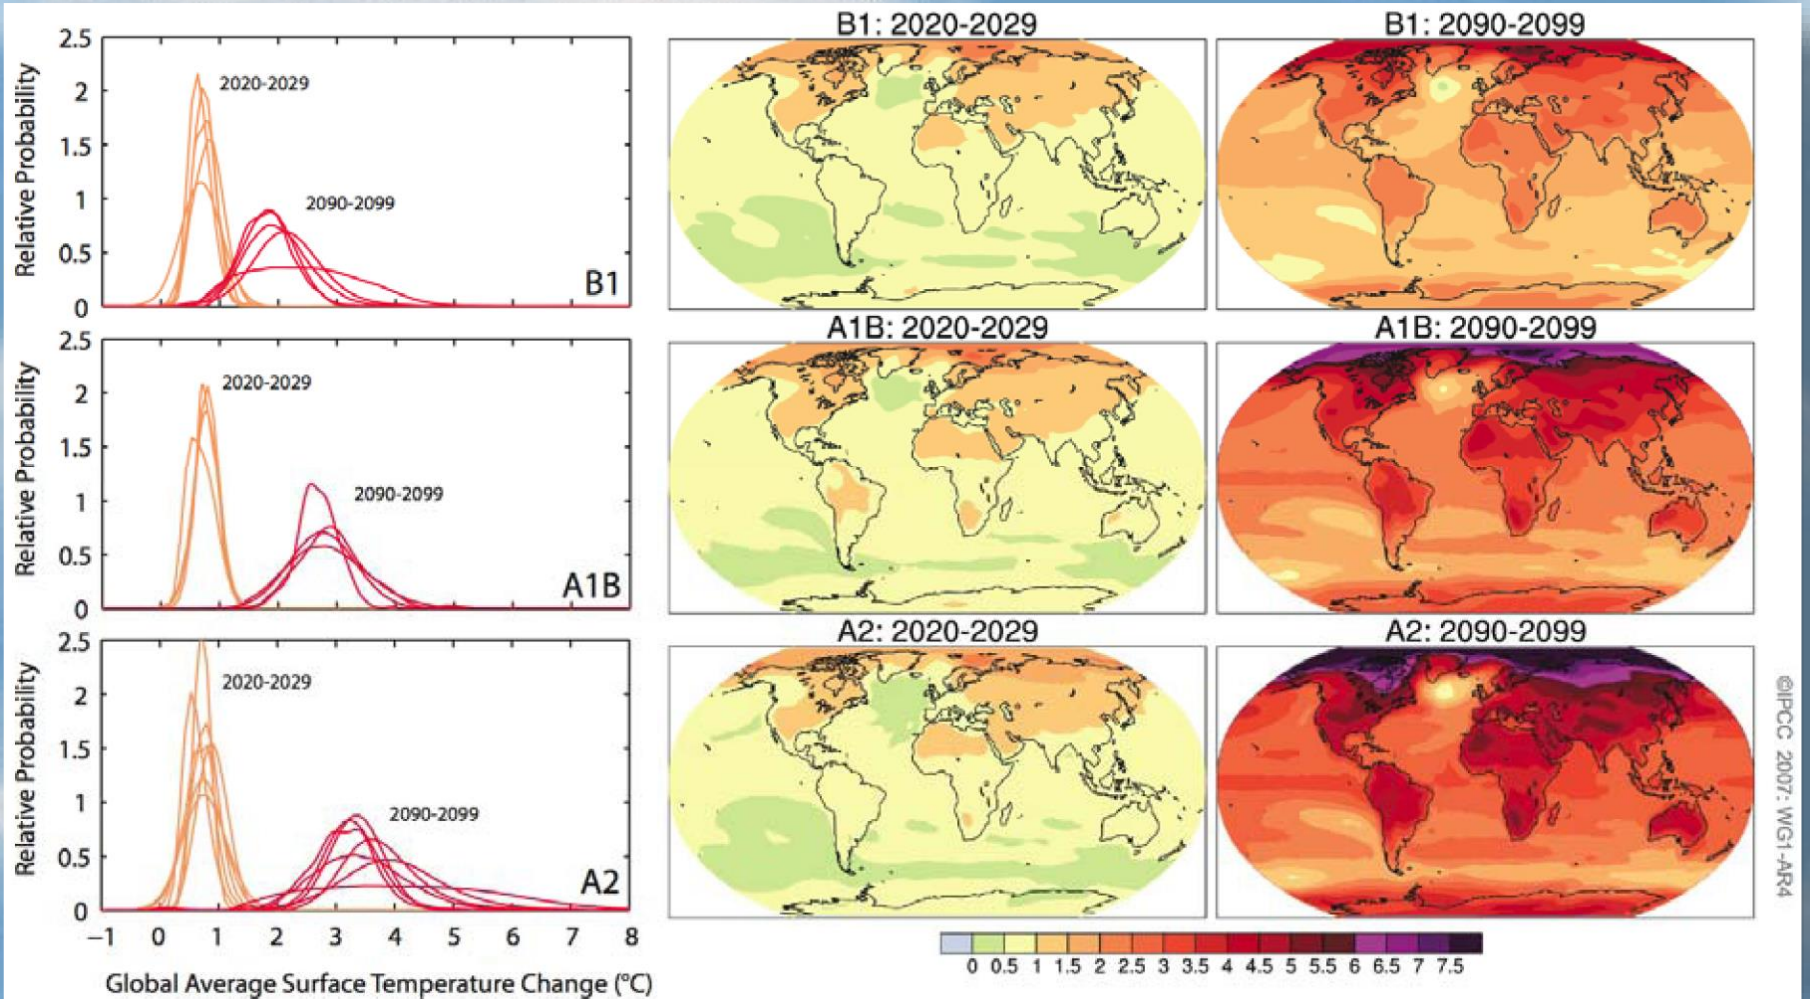 B1: 2020-2029
B1: 2090-2099
2.5
2
1.5
1
0.5
0
Relative Probability
2020-2029
2090-2099
B1
A1B: 2020-2029
A1B: 2090-2099
2.5
2
1.5
1
0.5
0
Relative Probability
2020-2029
2090-2099
A1B
A2: 2020-2029
A2: 2090-2099
2.5
2
1.5
1
0.5
0
Relative Probability
2020-2029
2090-2099
A2
−1 0 1 2 3 4 5 6 7 8
Global Average Surface Temperature Change (°C)
0 0.5 1 1.5 2 2.5 3 3.5 4 4.5 5 5.5 6 6.5 7 7.5
©IPCC 2007: WG1-AR4